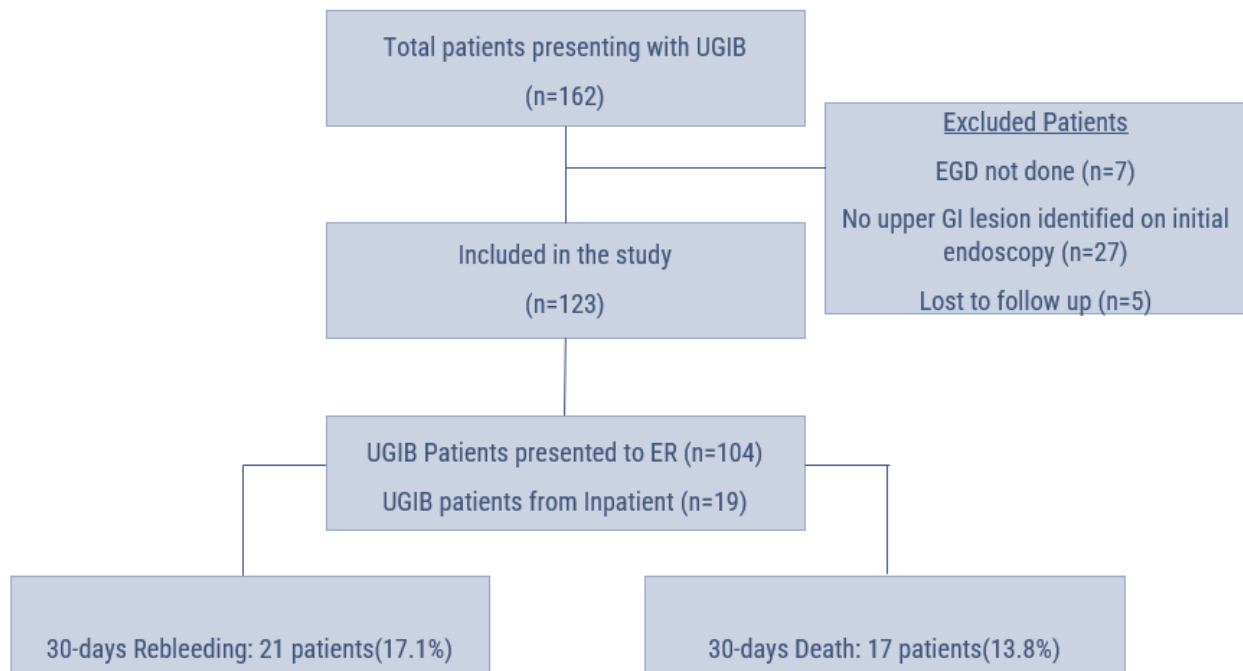 Total patients presenting with UGIB
(n=162)
Excluded Patients
EGD not done (n=7)
No upper GI lesion identified on initial
endoscopy (n=27)
Lost to follow up (n=5)
Included in the study
(n=123)
UGIB Patients presented to ER (n=104)
UGIB patients from Inpatient (n=19)
30-days Rebleeding: 21 patients(17.1%)
30-days Death: 17 patients(13.8%)